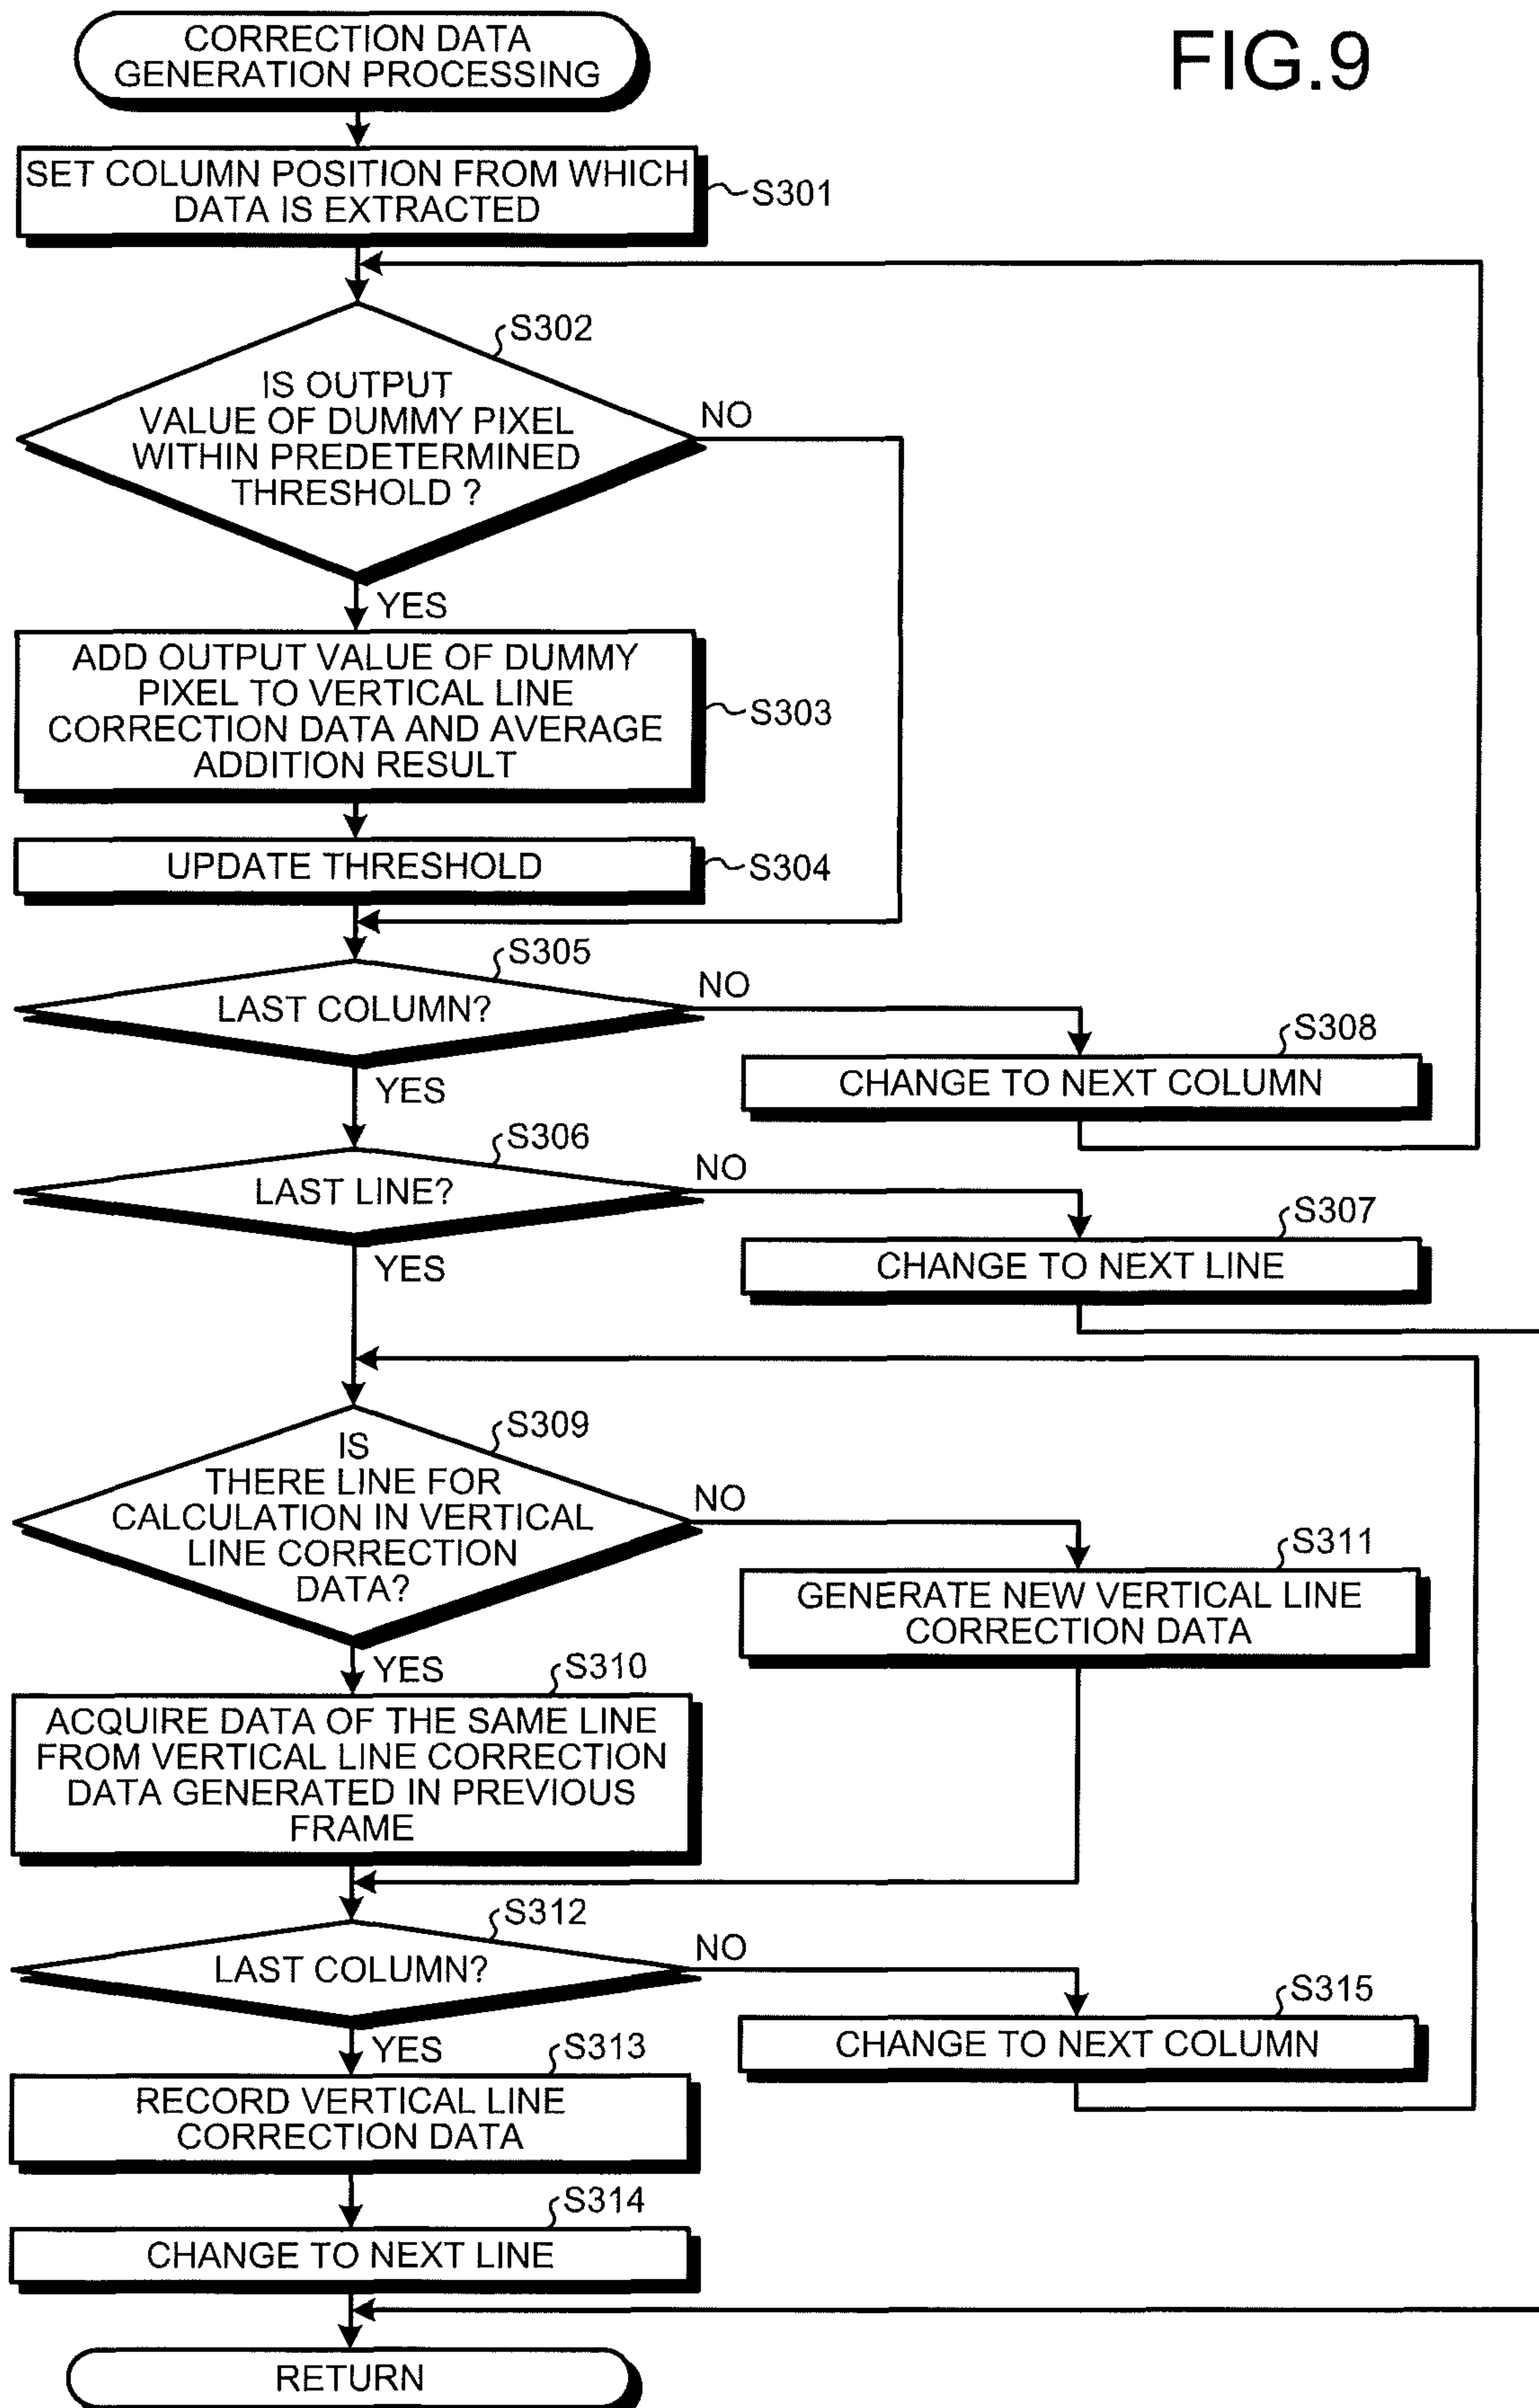 FIG.9
CORRECTION DATA
GENERATION PROCESSING
SET COLUMN POSITION FROM WHICH
DATA IS EXTRACTED
S301
S302
IS OUTPUT
VALUE OF DUMMY PIXEL
WITHIN PREDETERMINED
THRESHOLD ?
NO
YES
ADD OUTPUT VALUE OF DUMMY
PIXEL TO VERTICAL LINE
CORRECTION DATA AND AVERAGE
ADDITION RESULT
S303
UPDATE THRESHOLD
S304
S305
LAST COLUMN?
NO
S308
CHANGE TO NEXT COLUMN
YES
S306
LAST LINE?
NO
S307
CHANGE TO NEXT LINE
YES
S309
IS
THERE LINE FOR
CALCULATION IN VERTICAL
LINE CORRECTION
DATA?
NO
S311
GENERATE NEW VERTICAL LINE
CORRECTION DATA
YES
S310
ACQUIRE DATA OF THE SAME LINE
FROM VERTICAL LINE CORRECTION
DATA GENERATED IN PREVIOUS
FRAME
S312
LAST COLUMN?
NO
S315
CHANGE TO NEXT COLUMN
YES
S313
RECORD VERTICAL LINE
CORRECTION DATA
S314
CHANGE TO NEXT LINE
RETURN